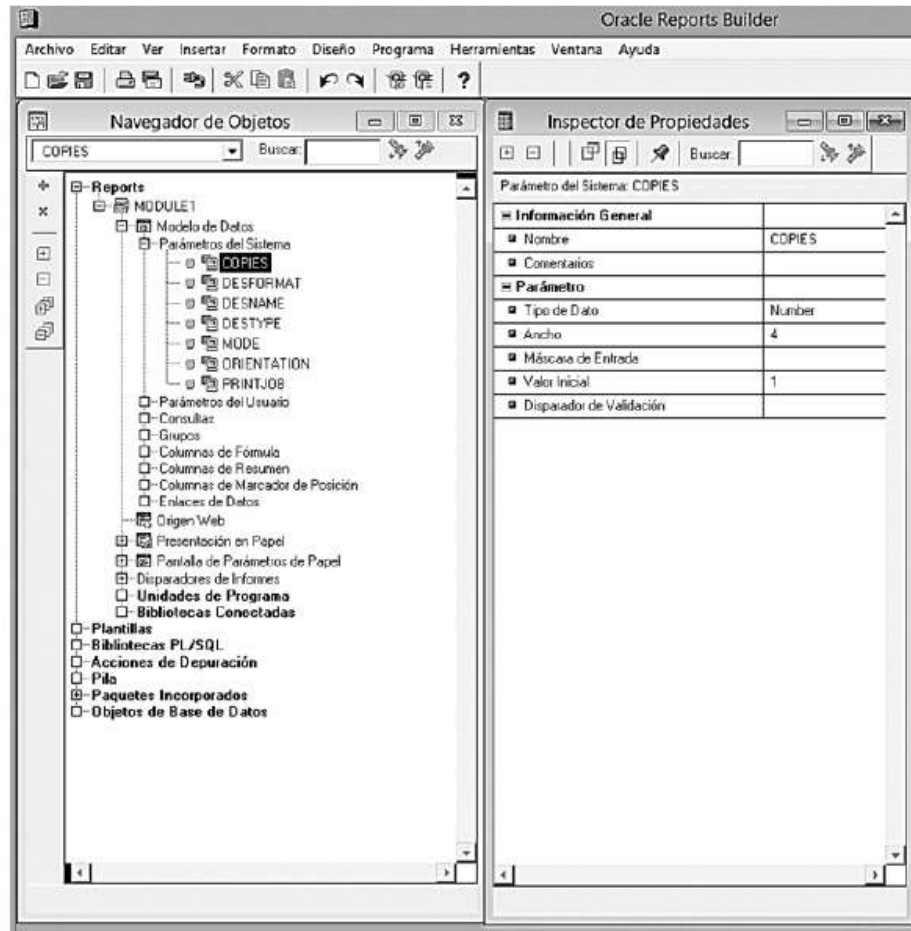 Oracle Reports Builder
Archivo Editar Ver Insertar Formato Diseño Programa Herramientas Ventana Ayuda
Navegador de Objetos
COPIES
Buscar:
Reports
MODULE1
Modelo de Datos
Parámetros del Sistema
COPIES
DESFORMAT
DESNAME
DESTYPE
MODE
ORIENTATION
PRINTJOB
Parámetros del Usuario
Consultas
Grupos
Columnas de Fórmula
Columnas de Resumen
Columnas de Marcador de Posición
Enlaces de Datos
Origen Web
Presentación en Papel
Pantalla de Parámetros de Papel
Disparadores de Informes
Unidades de Programa
Bibliotecas Conectadas
Plantillas
Bibliotecas PL/SQL
Acciones de Depuración
Pila
Paquetes Incorporados
Objetos de Base de Datos
Inspector de Propiedades
Buscar:
Parámetro del Sistema: COPIES
Información General
Nombre COPIES
Comentarios
Parámetro
Tipo de Dato Number
Ancho 4
Máscara de Entrada
Valor Inicial 1
Disparador de Validación